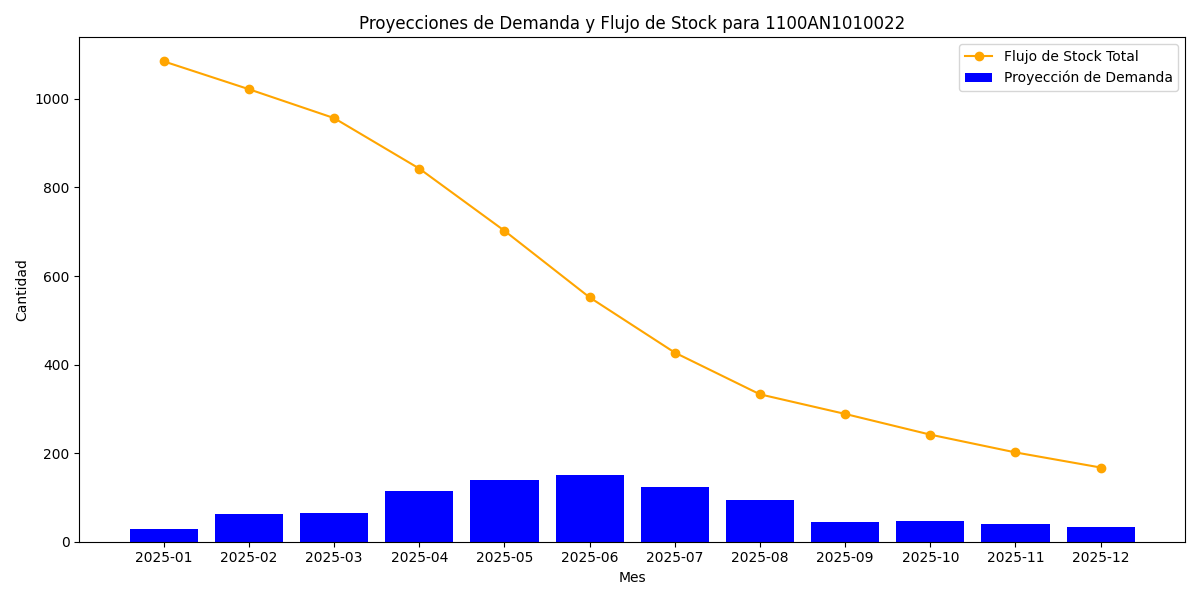 Proyecciones de Demanda y Flujo de Stock para 1100AN1010022
Flujo de Stock Total
Proyección de Demanda
Cantidad
1000
800
600
400
200
0
2025-01 2025-02 2025-03 2025-04 2025-05 2025-06 2025-07 2025-08 2025-09 2025-10 2025-11 2025-12
Mes